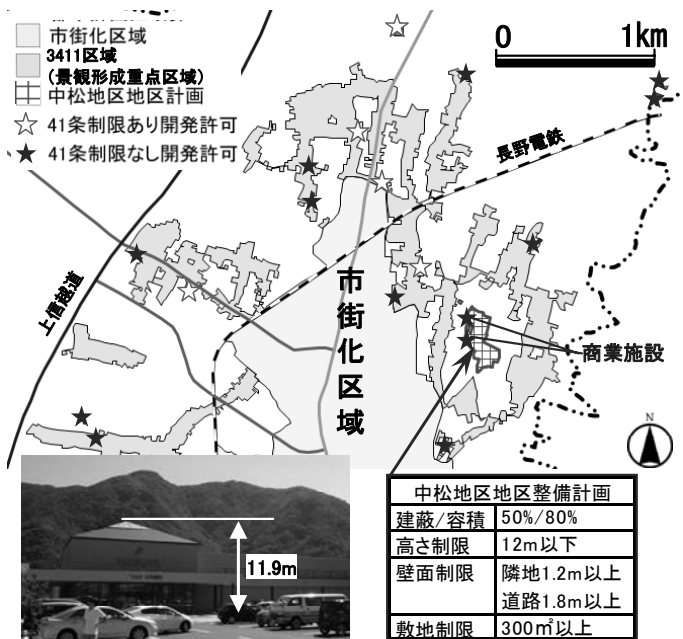 市街化区域
3411区域
(景観形成重点区域)
中松地区地区計画
41条制限あり開発許可
41条制限なし開発許可
0 1km
長野電鉄
上信越道
市街化区域
商業施設
N
11.9m
中松地区地区整備計画
建蔽/容積 50%/80%
高さ制限 12m以下
壁面制限 隣地1.2m以上
道路1.8m以上
敷地制限 300㎡以上